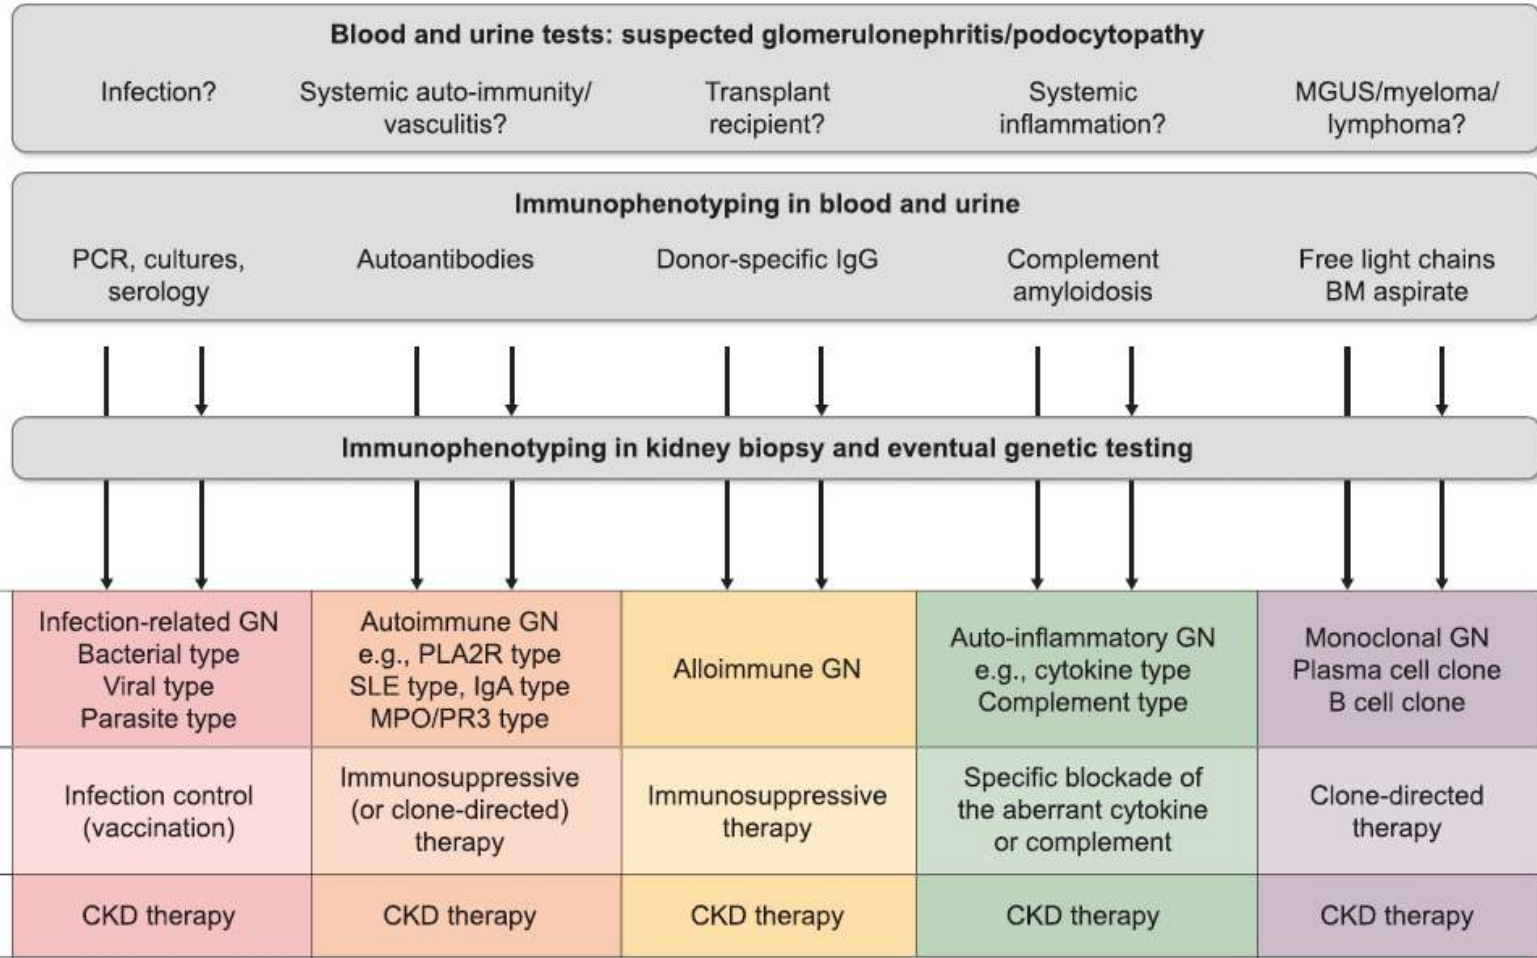 Blood and urine tests: suspected glomerulonephritis/podocytopathy
Infection?
Systemic auto-immunity/
vasculitis?
Transplant
recipient?
Systemic
inflammation?
MGUS/myeloma/
lymphoma?
Immunophenotyping in blood and urine
PCR, cultures,
serology
Autoantibodies
Donor-specific IgG
Complement
amyloidosis
Free light chains
BM aspirate
Immunophenotyping in kidney biopsy and eventual genetic testing
Infection-related GN
Bacterial type
Viral type
Parasite type
Autoimmune GN
e.g., PLA2R type
SLE type, IgA type
MPO/PR3 type
Alloimmune GN
Auto-inflammatory GN
e.g., cytokine type
Complement type
Monoclonal GN
Plasma cell clone
B cell clone
Infection control
(vaccination)
Immunosuppressive
(or clone-directed)
therapy
Immunosuppressive
therapy
Specific blockade of
the aberrant cytokine
or complement
Clone-directed
therapy
CKD therapy
CKD therapy
CKD therapy
CKD therapy
CKD therapy